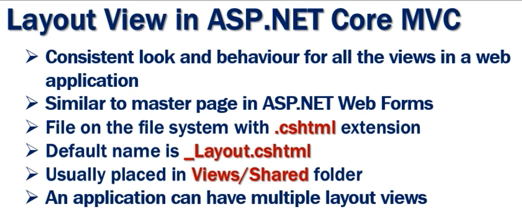 Layout View in ASP.NET Core MVC
➢ Consistent look and behaviour for all the views in a web
application
➢ Similar to master page in ASP.NET Web Forms
➢ File on the file system with .cshtml extension
➢ Default name is _Layout.cshtml
➢ Usually placed in Views/Shared folder
➢ An application can have multiple layout views